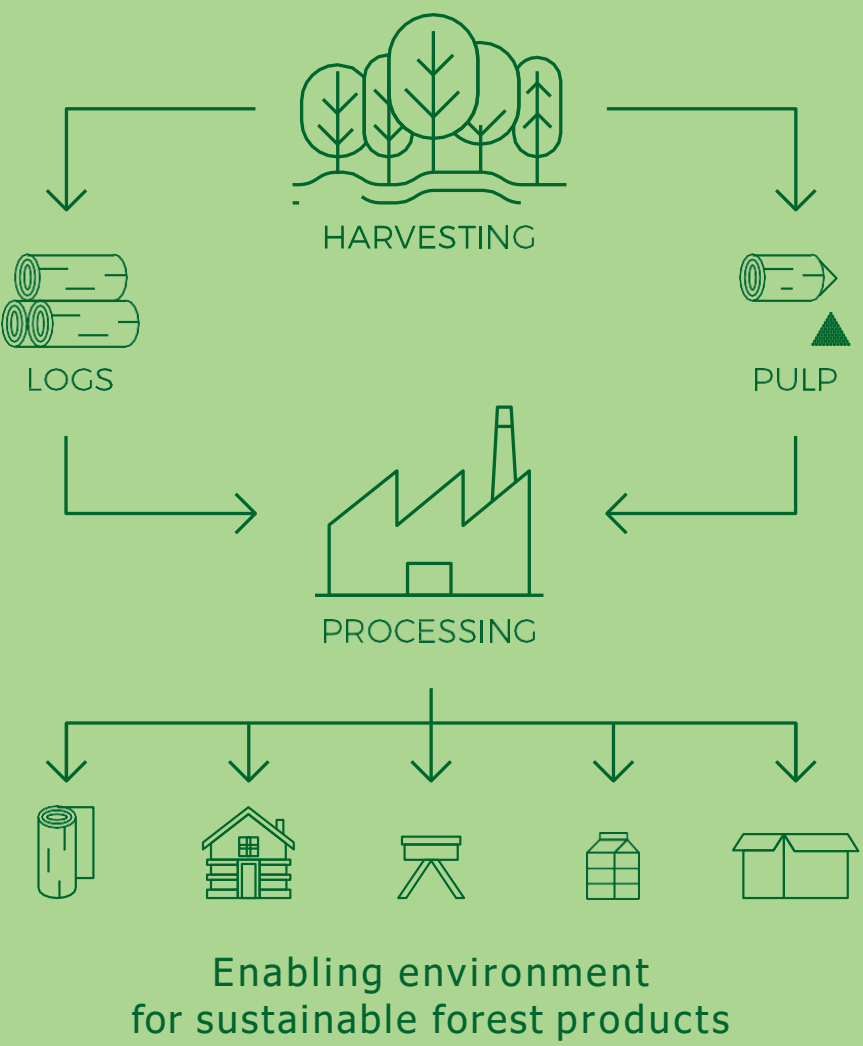 HARVESTING
LOGS
PULP
PROCESSING
Enabling environment
for sustainable forest products